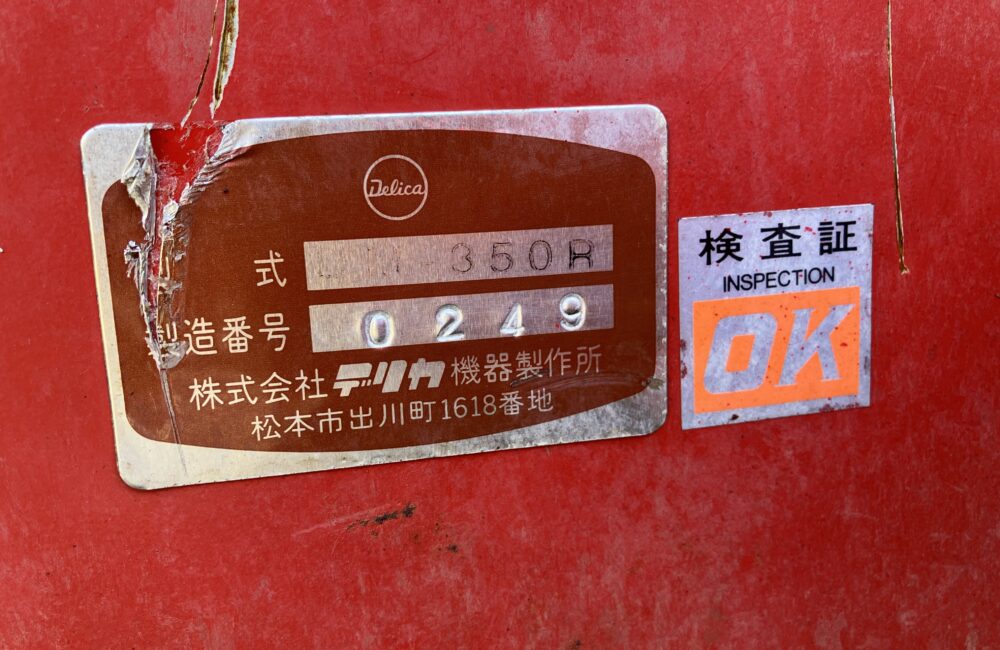 Delica
式 350R
製造番号 0249
株式会社デリカ機器製作所
松本市出川町1618番地
検査証
INSPECTION
OK